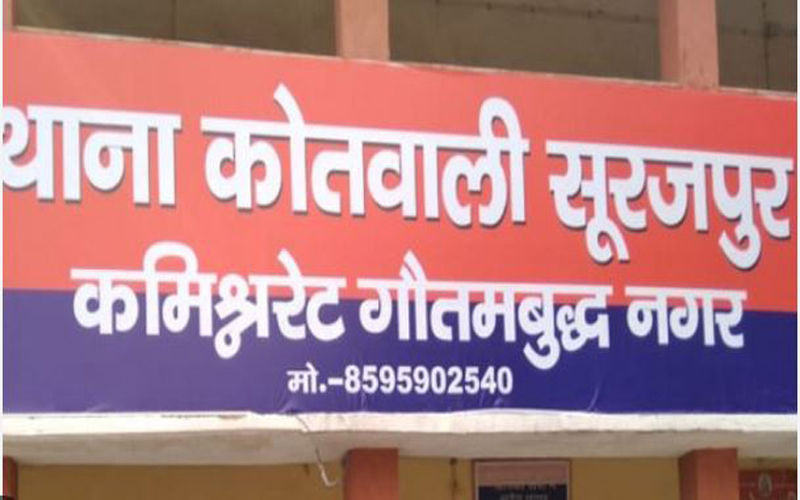 थाना कोतवाली सूरजपुर
कमिश्नरेट गौतमबुद्ध नगर
मो.-8595902540